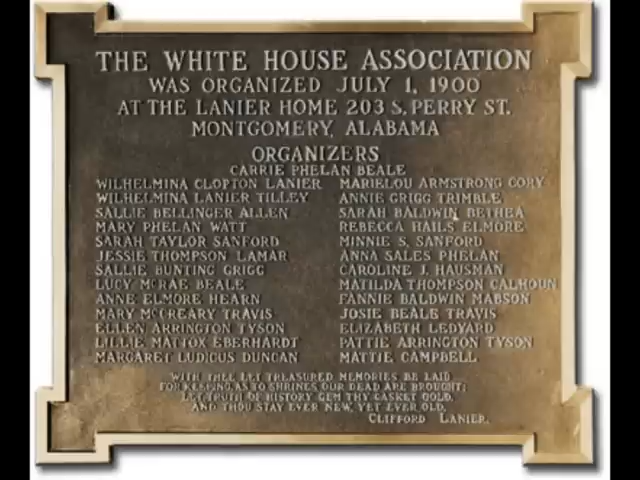 THE WHITE HOUSE ASSOCIATION
WAS ORGANIZED JULY 1, 1900
AT THE LANIER HOME 203 S. PERRY ST.
MONTGOMERY, ALABAMA
ORGANIZERS
CARRIE PHELAN BEALE
WILHELMINA CLOPTON LANIER MARIELOU ARMSTRONG CORY
WILHELMINA LANIER TILLEY ANNIE GRIGG TRIMBLE
SALLIE BELLINGER ALLEN SARAH BALDWIN BETHEA
MARY PHELAN WATT REBECCA HAILS ELMORE
SARAH TAYLOR SANFORD MINNIE S. SANFORD
JESSIE THOMPSON LAMAR ANNA SALES PHELAN
SALLIE BUNTING GRIGG CAROLINE J. HAUSMAN
LUCY MCRAE BEALE MATILDA THOMPSON CALHOUN
ANNE ELMORE HEARN FANNIE BALDWIN MABSON
MARY MCCREARY TRAVIS JOSIE BEALE TRAVIS
ELLEN ARRINGTON TYSON ELIZABETH LEDYARD
LILLIE MATTOX EBERHARDT PATTIE ARRINGTON TYSON
MARGARET LUDICUS DUNCAN MATTIE CAMPBELL
WITH THEE LET TREASURED MEMORIES BE LAID
FOR KEEPING, AS TO SHRINES OUR DEAD ARE BROUGHT;
LET TRUTH OF HISTORY GEM THY CASKET GOLD,
AND THOU STAY EVER NEW, YET EVER OLD.
CLIFFORD LANIER.